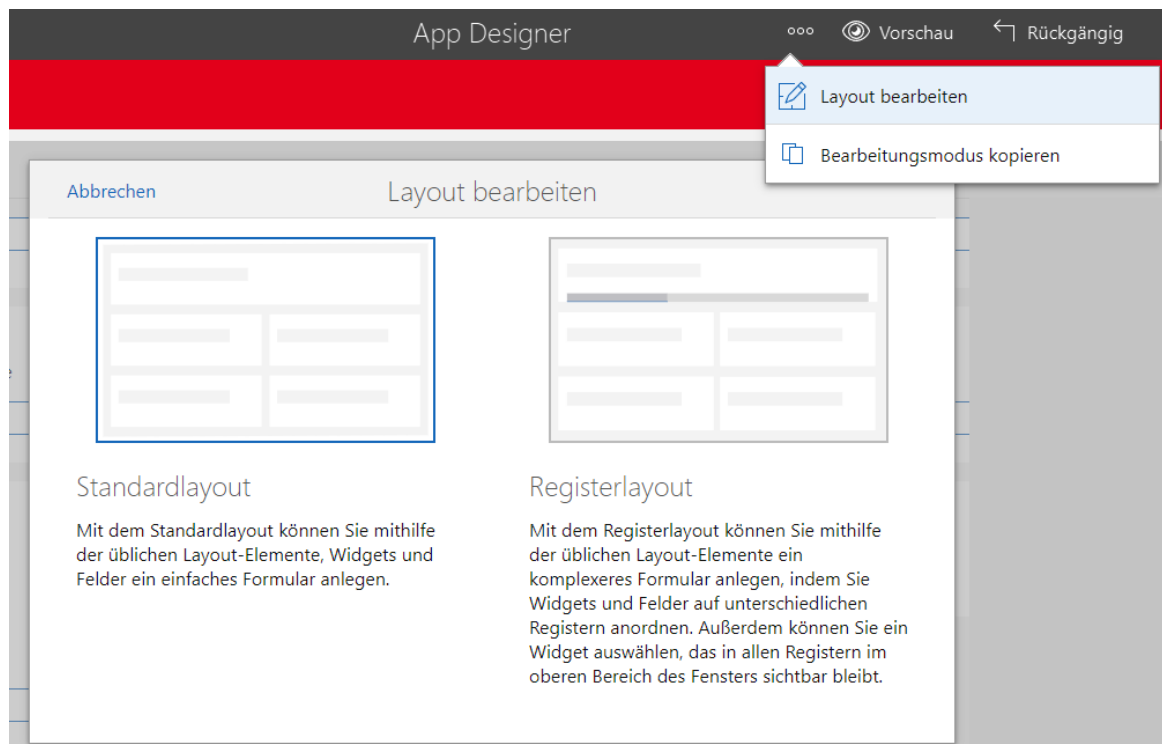 App Designer
ooo Vorschau Rückgängig
Layout bearbeiten
Bearbeitungsmodus kopieren
Abbrechen
Layout bearbeiten
Standardlayout
Mit dem Standardlayout können Sie mithilfe
der üblichen Layout-Elemente, Widgets und
Felder ein einfaches Formular anlegen.
Registerlayout
Mit dem Registerlayout können Sie mithilfe
der üblichen Layout-Elemente ein
komplexeres Formular anlegen, indem Sie
Widgets und Felder auf unterschiedlichen
Registern anordnen. Außerdem können Sie ein
Widget auswählen, das in allen Registern im
oberen Bereich des Fensters sichtbar bleibt.